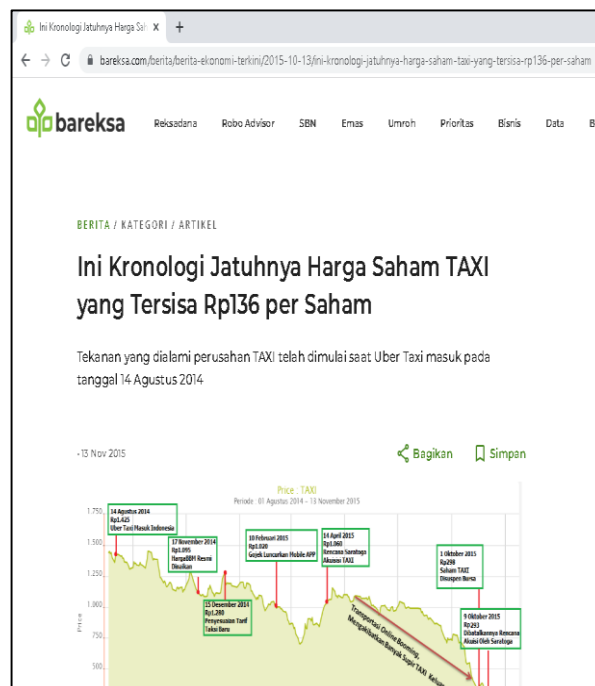 Ini Kronologi Jatuhnya Harga Sah
bareksa.com/berita/berita-ekonomi-terkini/2015-10-13/ini-kronologi-jatuhnya-harga-saham-taxi-yang-tersisa-rp136-per-saham
bareksa Reksadana Robo Advisor SBN Emas Umroh Prioritas Bisnis Data B
BERITA / KATEGORI / ARTIKEL
Ini Kronologi Jatuhnya Harga Saham TAXI
yang Tersisa Rp136 per Saham
Tekanan yang dialami perusahan TAXI telah dimulai saat Uber Taxi masuk pada
tanggal 14 Agustus 2014
- 13 Nov 2015
Bagikan Simpan
Price : TAXI
Periode 01 Agustus 2014 - 13 November 2015
1.750
1.500
1.250
1.000
750
500
Price
14 Agustus 2014
Rp1.425
Uber Taxi Masuk Indonesia
17 November 2014
Rp1.095
HargaBBM Resmi
Dinaikan
15 Desember 2014
Rp1.280
Penyesuaian Tarif
Taksi Baru
10 Februari 2015
Rp1.020
Gojek Luncurkan Mobile APP
14 April 2015
Rp1.060
Rencana Saratoga
Akuisisi TAXI
Transportasi Online Booming,
Mengakibatkan Banyak Supir TAXI
1 Oktober 2015
Rp298
Saham TAXI
Disuspen Bursa
9 Oktober 2015
Rp293
Dibatalkannya Rencana
Akuisi Oleh Saratoga